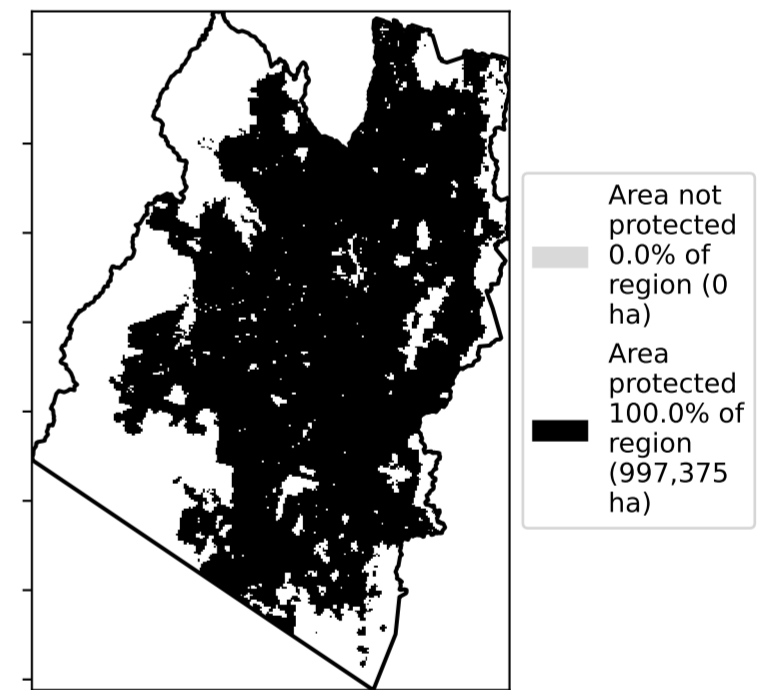 Area not
protected
0.0% of
region (0
ha)
Area
protected
100.0% of
region
(997,375
ha)